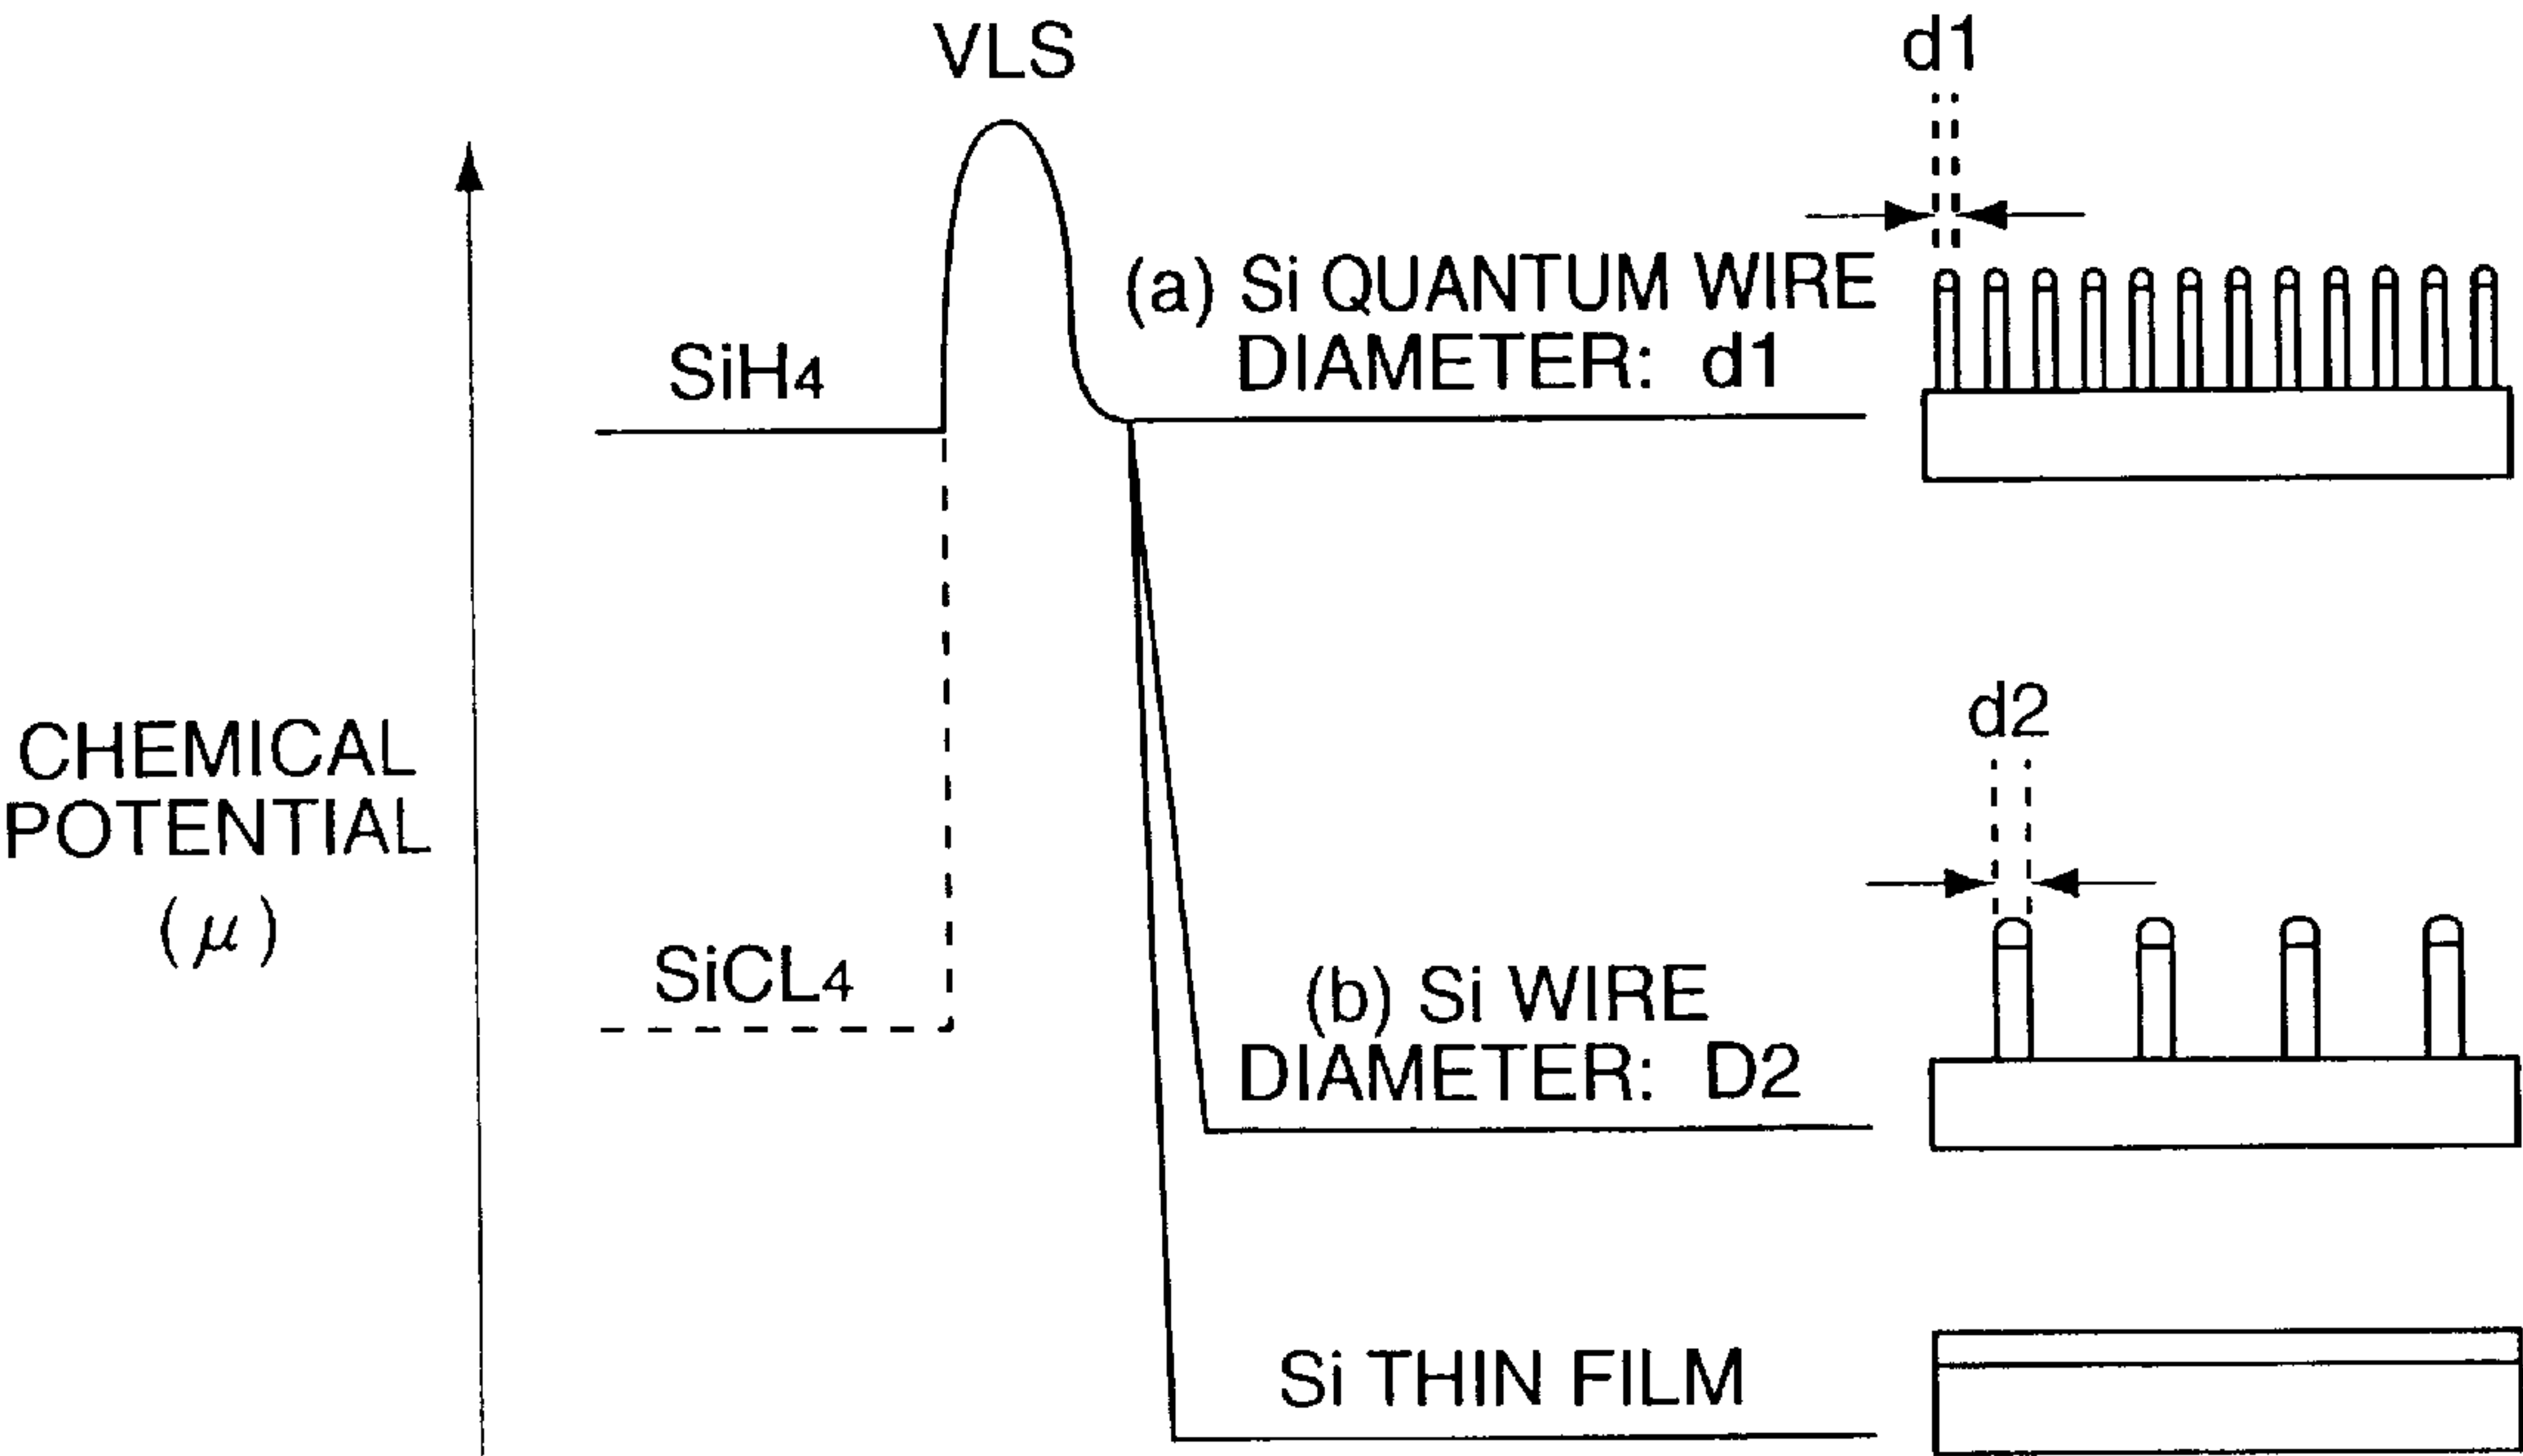 VLS
d1
(a) Si QUANTUM WIRE
DIAMETER: d1
SiH4
d2
CHEMICAL
POTENTIAL
(μ)
SiCL4
(b) Si WIRE
DIAMETER: D2
Si THIN FILM